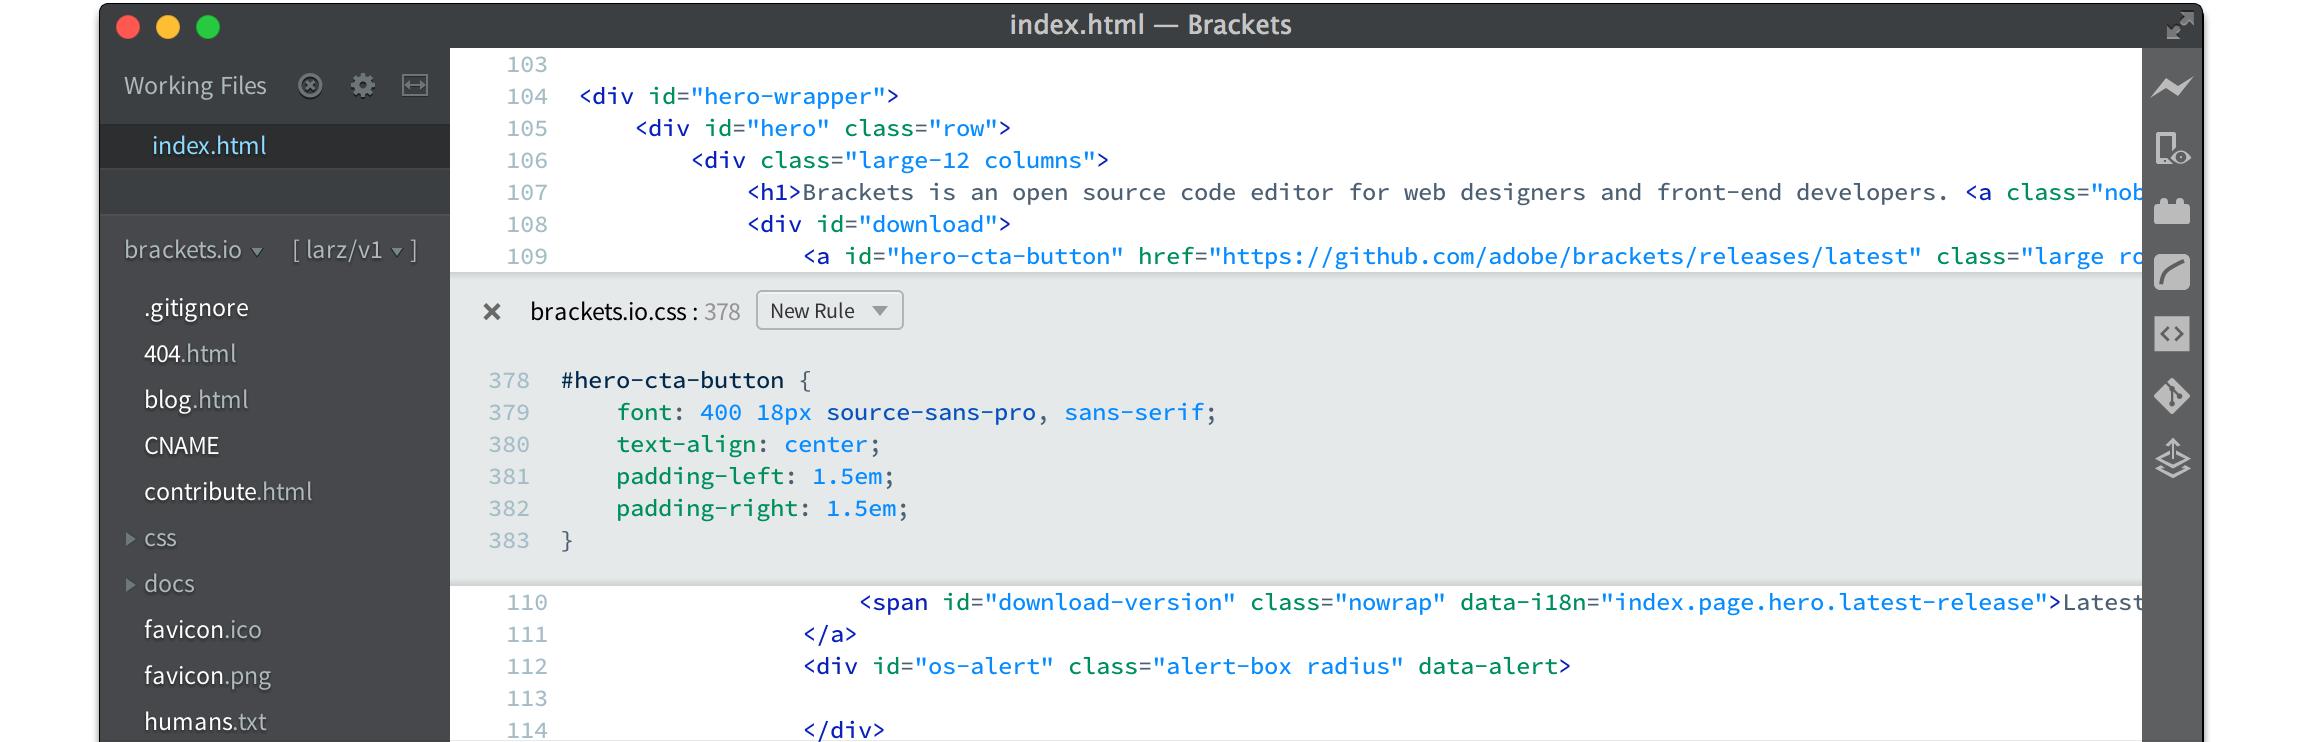 index.html — Brackets
Working Files
index.html
brackets.io [ larz/v1 ]
.gitignore
404.html
blog.html
CNAME
contribute.html
css
docs
favicon.ico
favicon.png
humans.txt
103
104 <div id="hero-wrapper">
105 <div id="hero" class="row">
106 <div class="large-12 columns">
107 <h1>Brackets is an open source code editor for web designers and front-end developers. <a class="nob
108 <div id="download">
109 <a id="hero-cta-button" href="https://github.com/adobe/brackets/releases/latest" class="large ro
brackets.io.css : 378 New Rule
378 #hero-cta-button {
379 font: 400 18px source-sans-pro, sans-serif;
380 text-align: center;
381 padding-left: 1.5em;
382 padding-right: 1.5em;
383 }
110 <span id="download-version" class="nowrap" data-i18n="index.page.hero.latest-release">Latest
111 </a>
112 <div id="os-alert" class="alert-box radius" data-alert>
113
114 </div>